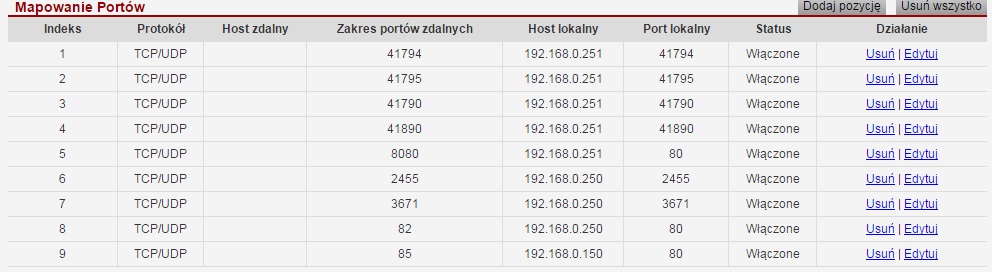 Mapowanie Portów Dodaj pozycję Usuń wszystko
Indeks Protokół Host zdalny Zakres portów zdalnych Host lokalny Port lokalny Status Działanie
1 TCP/UDP 41794 192.168.0.251 41794 Włączone Usuń | Edytuj
2 TCP/UDP 41795 192.168.0.251 41795 Włączone Usuń | Edytuj
3 TCP/UDP 41790 192.168.0.251 41790 Włączone Usuń | Edytuj
4 TCP/UDP 41890 192.168.0.251 41890 Włączone Usuń | Edytuj
5 TCP/UDP 8080 192.168.0.251 80 Włączone Usuń | Edytuj
6 TCP/UDP 2455 192.168.0.250 2455 Włączone Usuń | Edytuj
7 TCP/UDP 3671 192.168.0.250 3671 Włączone Usuń | Edytuj
8 TCP/UDP 82 192.168.0.250 80 Włączone Usuń | Edytuj
9 TCP/UDP 85 192.168.0.150 80 Włączone Usuń | Edytuj